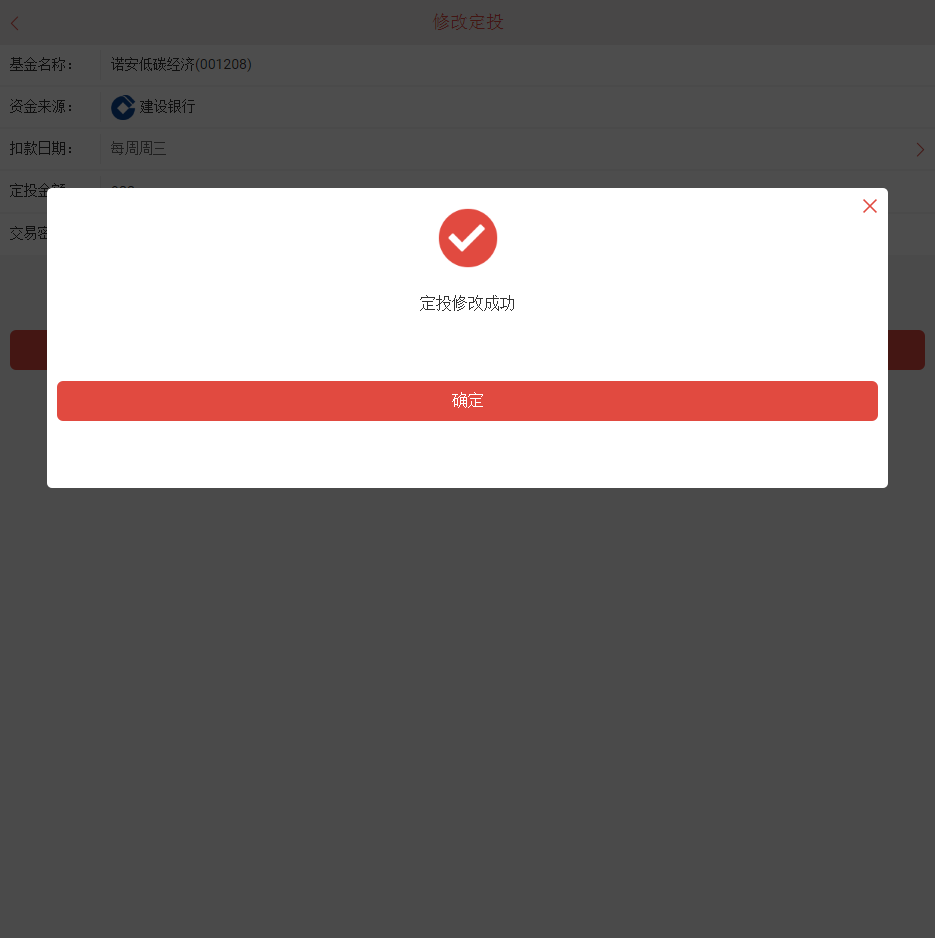 修改定投
基金名称： 诺安低碳经济(001208)
资金来源： 建设银行
扣款日期： 每周周三
定投金额
交易密
定投修改成功
确定